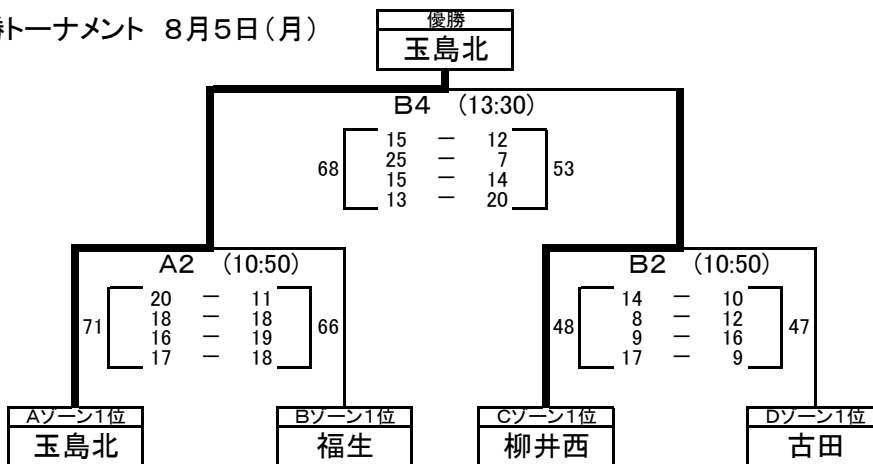 トーナメント ８月５日（月）
優勝
玉島北
Ｂ４ (13:30)
68 53
15 － 12
25 － 7
15 － 14
13 － 20
Ａ２ (10:50)
71 66
20 － 11
18 － 18
16 － 19
17 － 18
Ｂ２ (10:50)
48 47
14 － 10
8 － 12
9 － 16
17 － 9
Aゾーン1位
玉島北
Bゾーン1位
福生
Cゾーン1位
柳井西
Dゾーン1位
古田